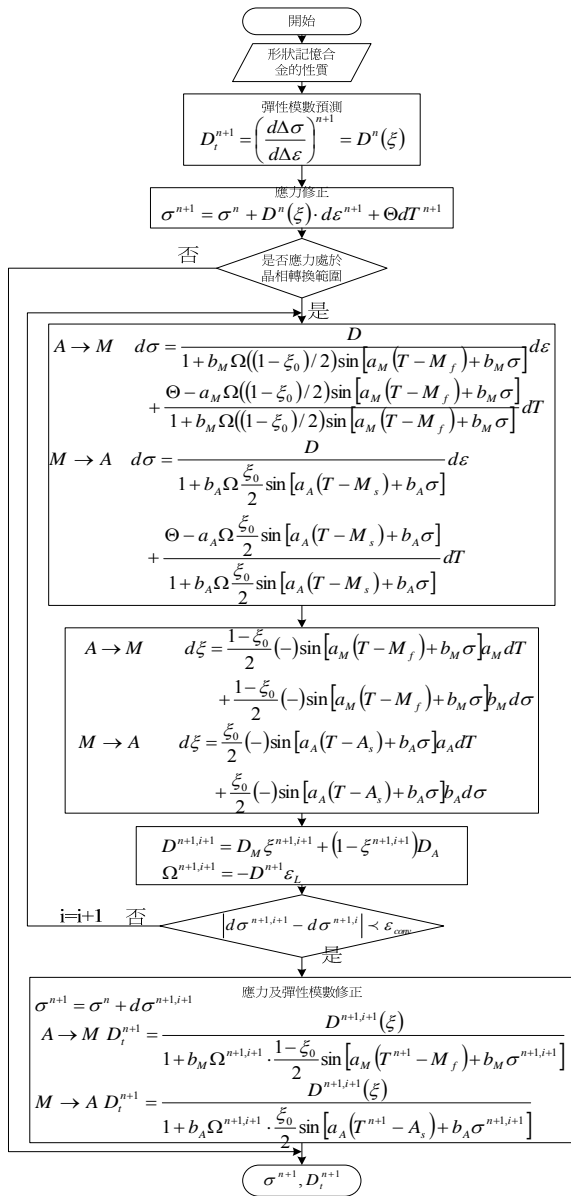 開始
形狀記憶合
金的性質
彈性模數預測
D_t^{n+1} = (dΔσ/dΔε)^{n+1} = D^n(ξ)
應力修正
σ^{n+1} = σ^n + D^n(ξ)·dε^{n+1} + ΘdT^{n+1}
否
是否應力處於
晶相轉換範圍
是
A → M dσ = D / (1 + b_M Ω((1−ξ_0)/2)sin[a_M(T−M_f) + b_M σ]) dε
+ (Θ − a_M Ω((1−ξ_0)/2)sin[a_M(T−M_f) + b_M σ]) / (1 + b_M Ω((1−ξ_0)/2)sin[a_M(T−M_f) + b_M σ]) dT
M → A dσ = D / (1 + b_A Ω (ξ_0/2) sin[a_A(T−M_s) + b_A σ]) dε
+ (Θ − a_A Ω (ξ_0/2) sin[a_A(T−M_s) + b_A σ]) / (1 + b_A Ω (ξ_0/2) sin[a_A(T−M_s) + b_A σ]) dT
A → M dξ = (1−ξ_0)/2 (−)sin[a_M(T−M_f) + b_M σ]a_M dT
+ (1−ξ_0)/2 (−)sin[a_M(T−M_f) + b_M σ]b_M dσ
M → A dξ = ξ_0/2 (−)sin[a_A(T−A_s) + b_A σ]a_A dT
+ ξ_0/2 (−)sin[a_A(T−A_s) + b_A σ]b_A dσ
D^{n+1,i+1} = D_M ξ^{n+1,i+1} + (1−ξ^{n+1,i+1})D_A
Ω^{n+1,i+1} = −D^{n+1} ε_L
i=i+1 否
|dσ^{n+1,i+1} − dσ^{n+1,i}| ≺ ε_{conv}
是
應力及彈性模數修正
σ^{n+1} = σ^n + dσ^{n+1,i+1}
A → M D_t^{n+1} = D^{n+1,i+1}(ξ) / (1 + b_M Ω^{n+1,i+1} · (1−ξ_0)/2 sin[a_M(T^{n+1}−M_f) + b_M σ^{n+1,i+1}])
M → A D_t^{n+1} = D^{n+1,i+1}(ξ) / (1 + b_A Ω^{n+1,i+1} · ξ_0/2 sin[a_A(T^{n+1}−A_s) + b_A σ^{n+1,i+1}])
σ^{n+1}, D_t^{n+1}